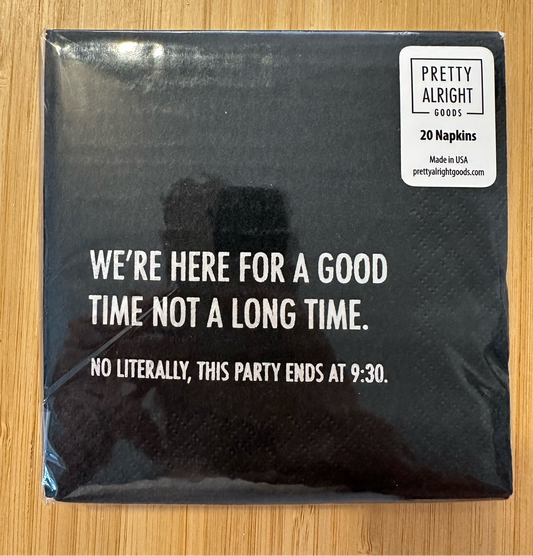 PRETTY
ALRIGHT
GOODS
20 Napkins
Made in USA
prettyalrightgoods.com
WE'RE HERE FOR A GOOD
TIME NOT A LONG TIME.
NO LITERALLY, THIS PARTY ENDS AT 9:30.